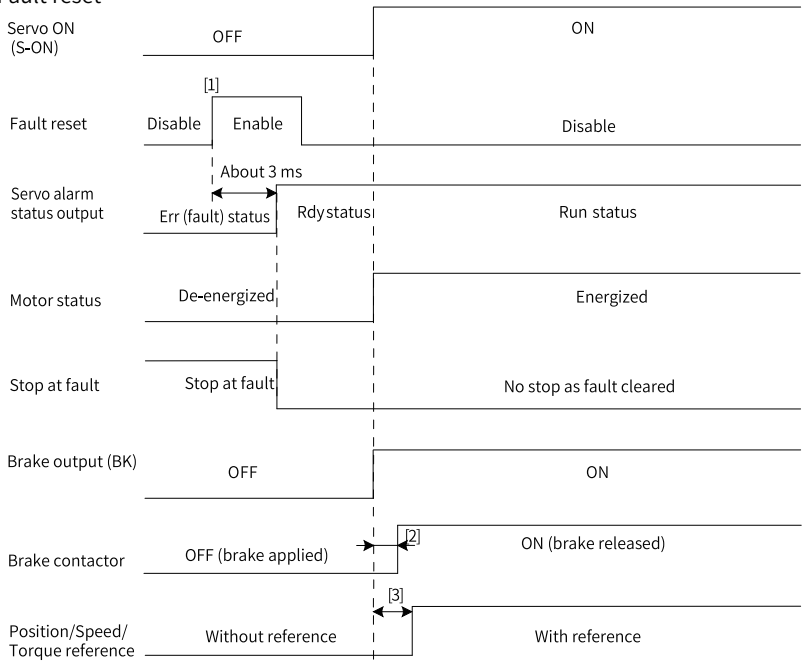 Fault reset
Servo ON
(S-ON)
OFF
ON
[1]
Fault reset
Disable
Enable
Disable
About 3 ms
Servo alarm
status output
Err (fault) status
Rdy status
Run status
Motor status
De-energized
Energized
Stop at fault
Stop at fault
No stop as fault cleared
Brake output (BK)
OFF
ON
[2]
Brake contactor
OFF (brake applied)
ON (brake released)
[3]
Position/Speed/
Torque reference
Without reference
With reference